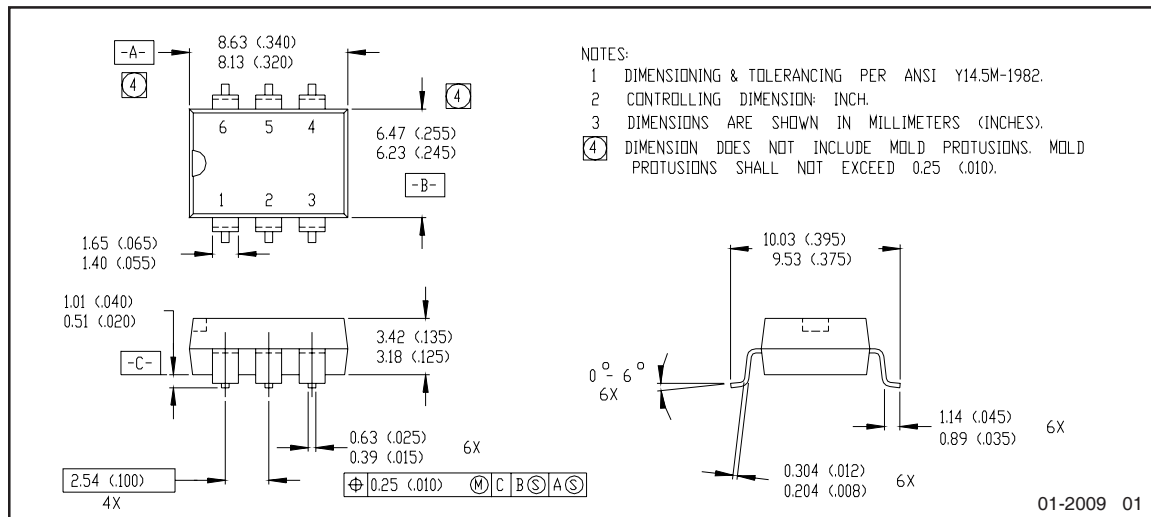 -A-
8.63 (.340)
8.13 (.320)
4
4
6 5 4
1 2 3
6.47 (.255)
6.23 (.245)
-B-
1.65 (.065)
1.40 (.055)
NOTES:
1 DIMENSIONING & TOLERANCING PER ANSI Y14.5M-1982.
2 CONTROLLING DIMENSION: INCH.
3 DIMENSIONS ARE SHOWN IN MILLIMETERS (INCHES).
4 DIMENSION DOES NOT INCLUDE MOLD PROTUSIONS. MOLD
PROTUSIONS SHALL NOT EXCEED 0.25 (.010).
1.01 (.040)
0.51 (.020)
-C-
3.42 (.135)
3.18 (.125)
0.63 (.025)
0.39 (.015)
6X
2.54 (.100)
4X
⌖ 0.25 (.010) Ⓜ C B Ⓢ A Ⓢ
10.03 (.395)
9.53 (.375)
0° - 6°
6X
1.14 (.045)
0.89 (.035)
6X
0.304 (.012)
0.204 (.008)
6X
01-2009 01